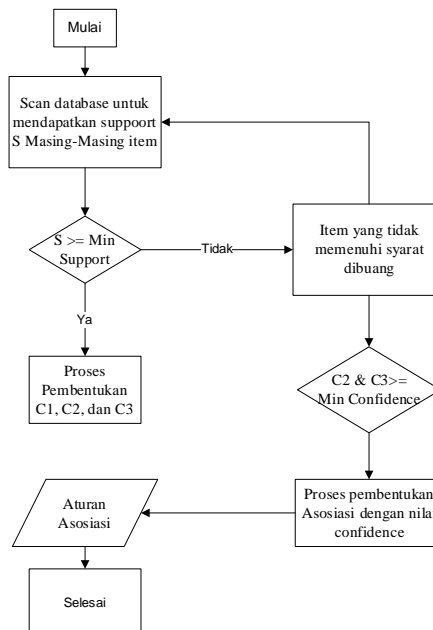 Mulai
Scan database untuk
mendapatkan suppoort
S Masing-Masing item
S >= Min
Support
Tidak
Item yang tidak
memenuhi syarat
dibuang
Ya
Proses
Pembentukan
C1, C2, dan C3
C2 & C3>=
Min Confidence
Aturan
Asosiasi
Proses pembentukan
Asosiasi dengan nilai
confidence
Selesai